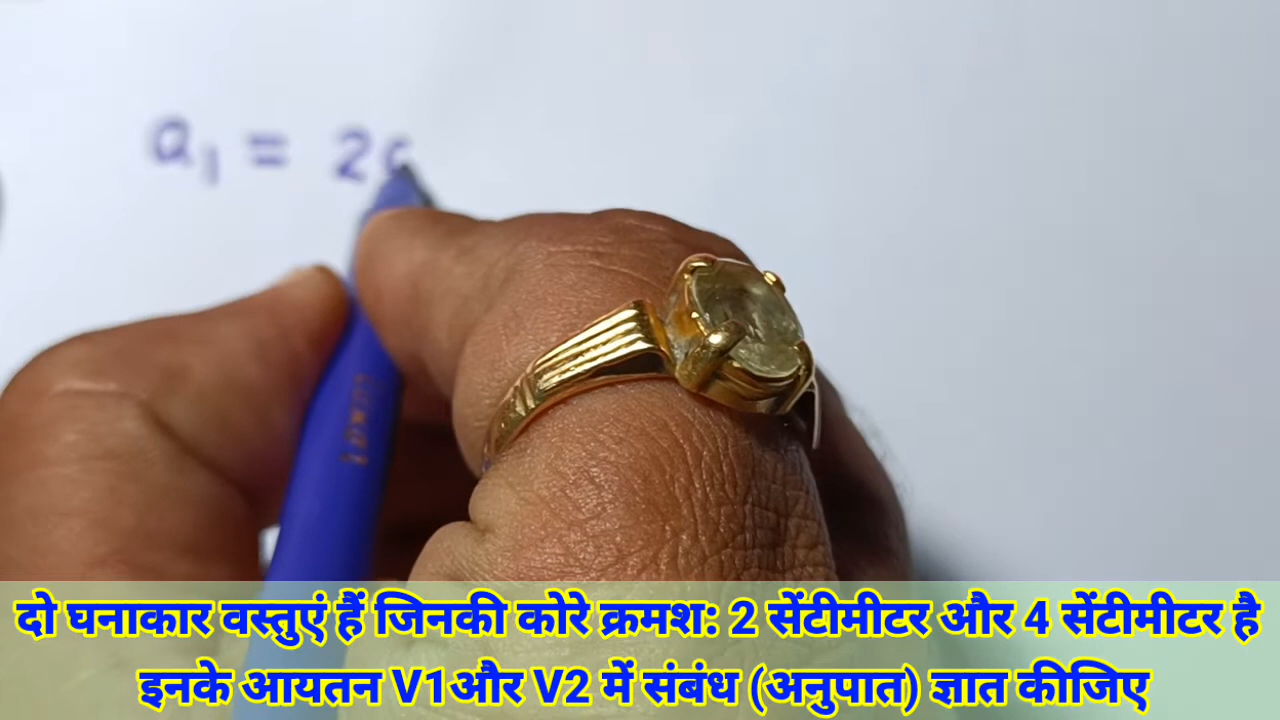 a₁ = 2c
दो घनाकार वस्तुएं हैं जिनकी कोरे क्रमश: 2 सेंटीमीटर और 4 सेंटीमीटर है
इनके आयतन V1और V2 में संबंध (अनुपात) ज्ञात कीजिए